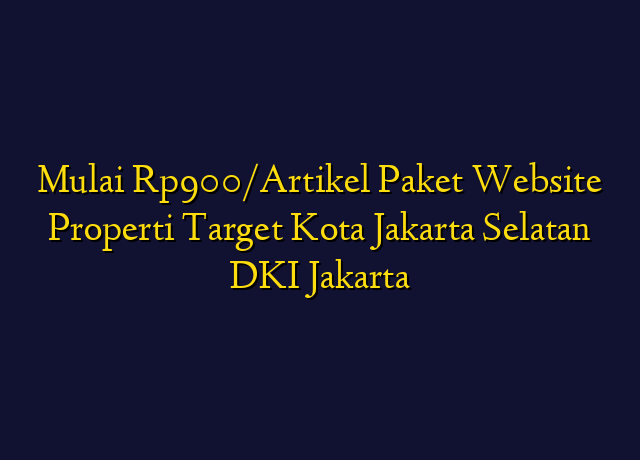 Mulai Rp900/Artikel Paket Website
Properti Target Kota Jakarta Selatan
DKI Jakarta